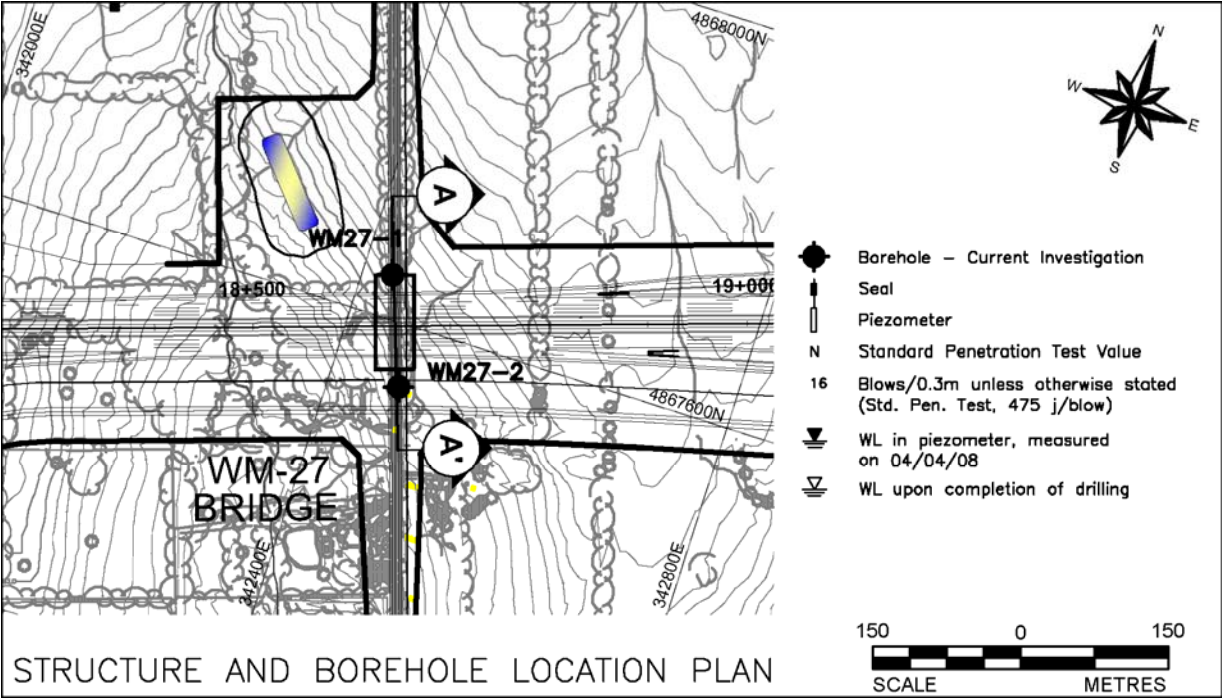 342000E
4868000N
N
W
E
S
A
WM27-1
Borehole – Current Investigation
18+500
19+000
Seal
Piezometer
N Standard Penetration Test Value
WM27-2
16 Blows/0.3m unless otherwise stated
(Std. Pen. Test, 475 j/blow)
4867600N
A'
WL in piezometer, measured
on 04/04/08
WM-27
BRIDGE
WL upon completion of drilling
342400E
342800E
150 0 150
SCALE METRES
STRUCTURE AND BOREHOLE LOCATION PLAN